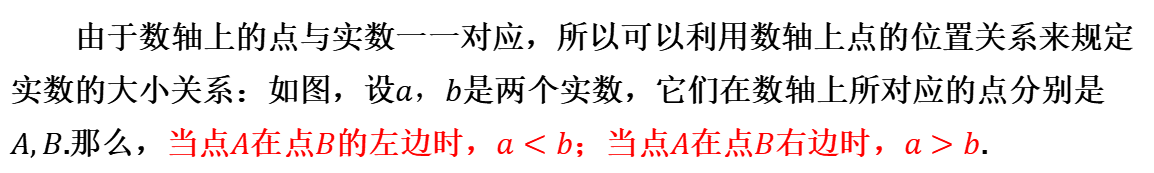 由于数轴上的点与实数一一对应，所以可以利用数轴上点的位置关系来规定
实数的大小关系：如图，设a，b是两个实数，它们在数轴上所对应的点分别是
A,B.那么，当点A在点B的左边时，a < b；当点A在点B右边时，a > b.